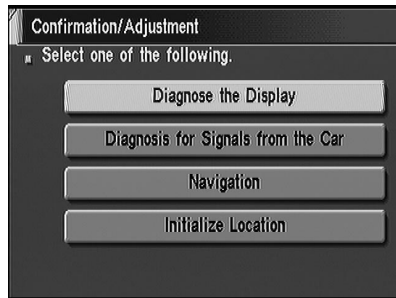 Confirmation/Adjustment
Select one of the following.
Diagnose the Display
Diagnosis for Signals from the Car
Navigation
Initialize Location